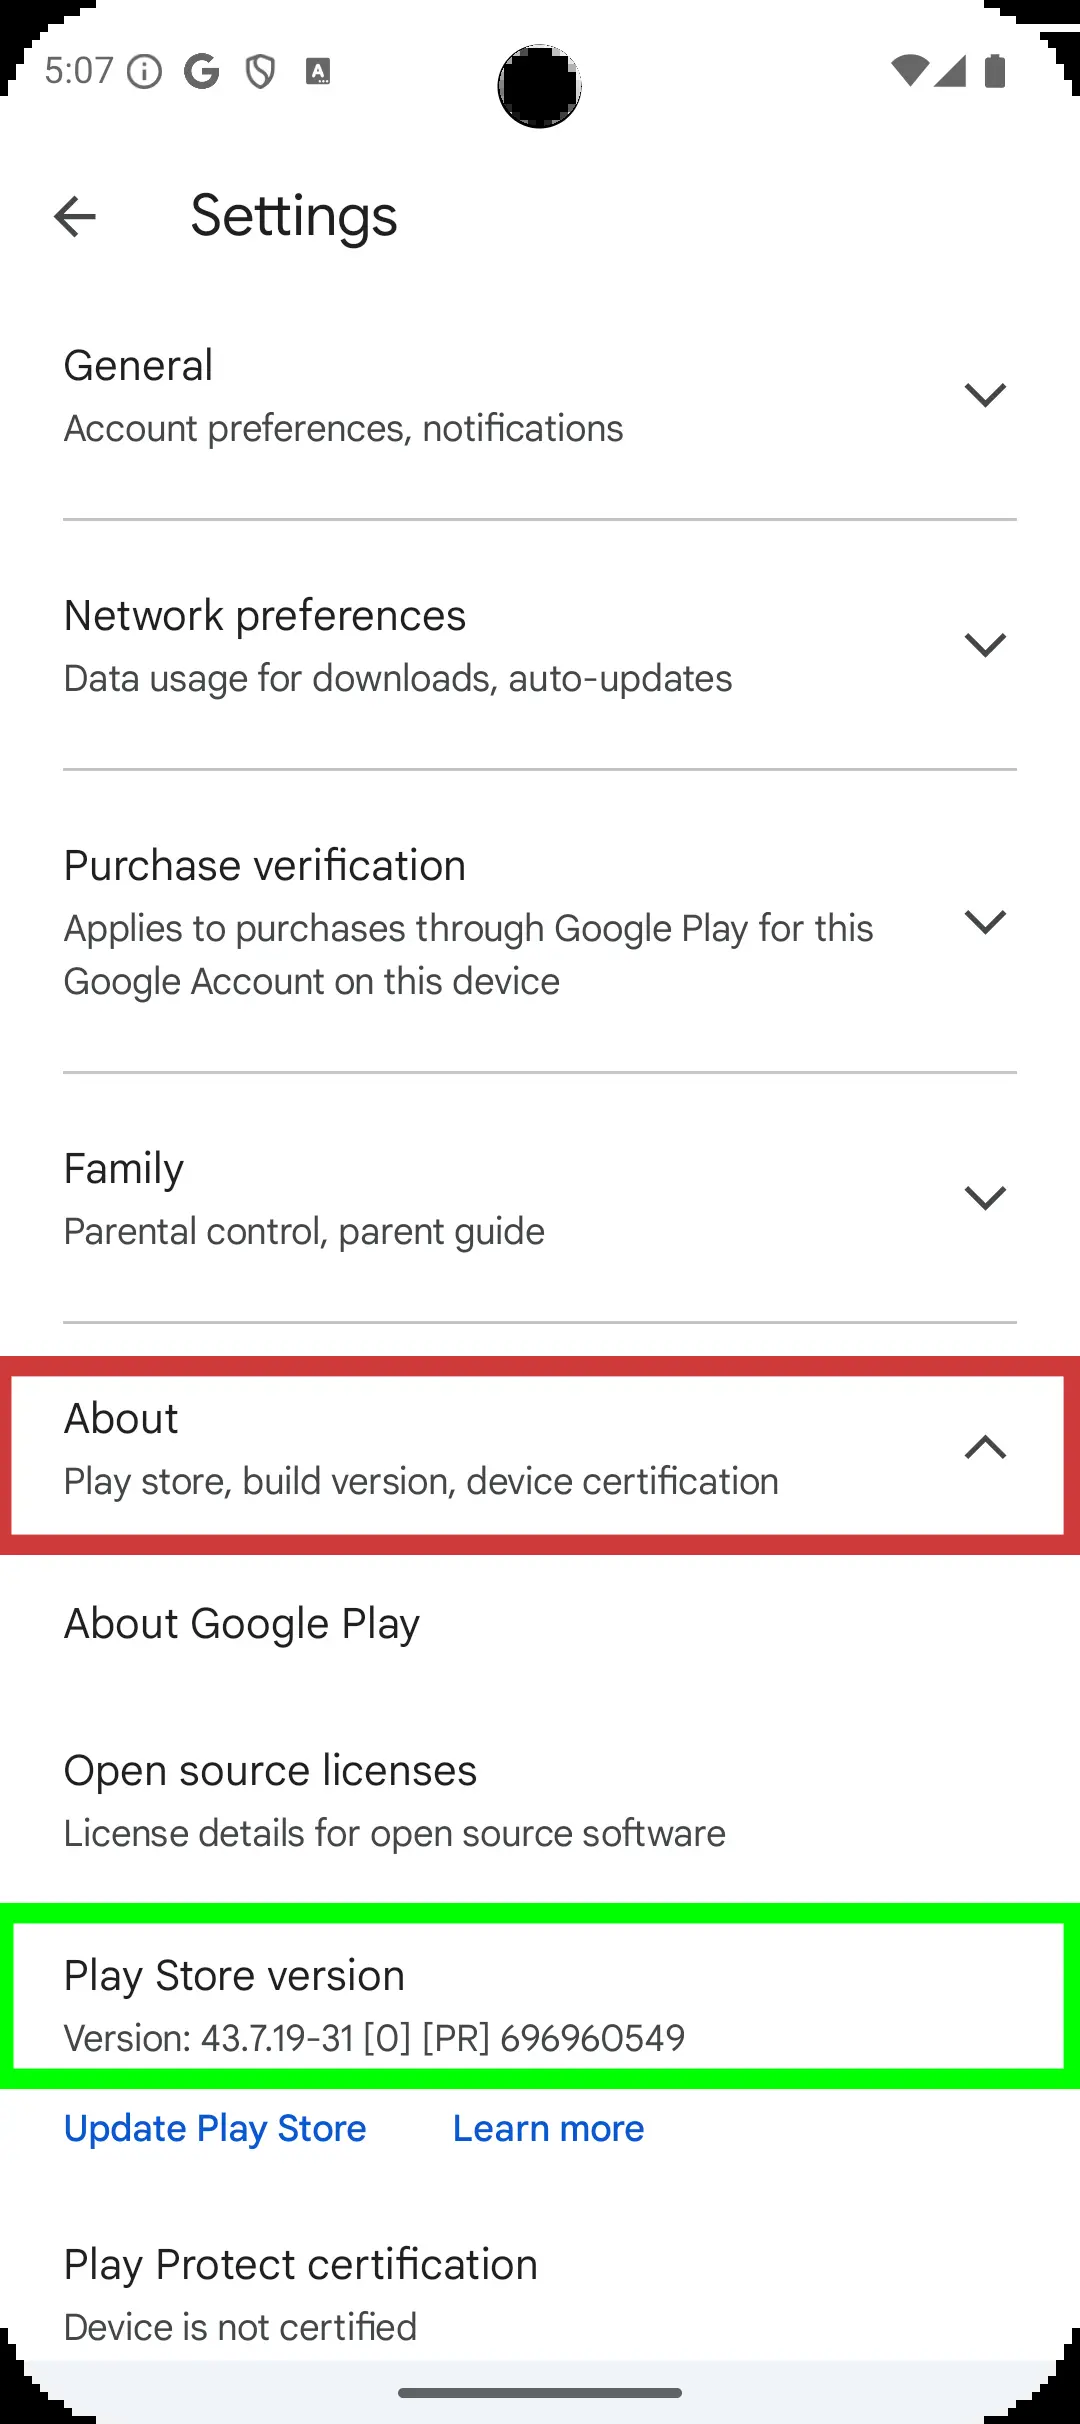 5:07
Settings
General
Account preferences, notifications
Network preferences
Data usage for downloads, auto-updates
Purchase verification
Applies to purchases through Google Play for this
Google Account on this device
Family
Parental control, parent guide
About
Play store, build version, device certification
About Google Play
Open source licenses
License details for open source software
Play Store version
Version: 43.7.19-31 [0] [PR] 696960549
Update Play Store Learn more
Play Protect certification
Device is not certified